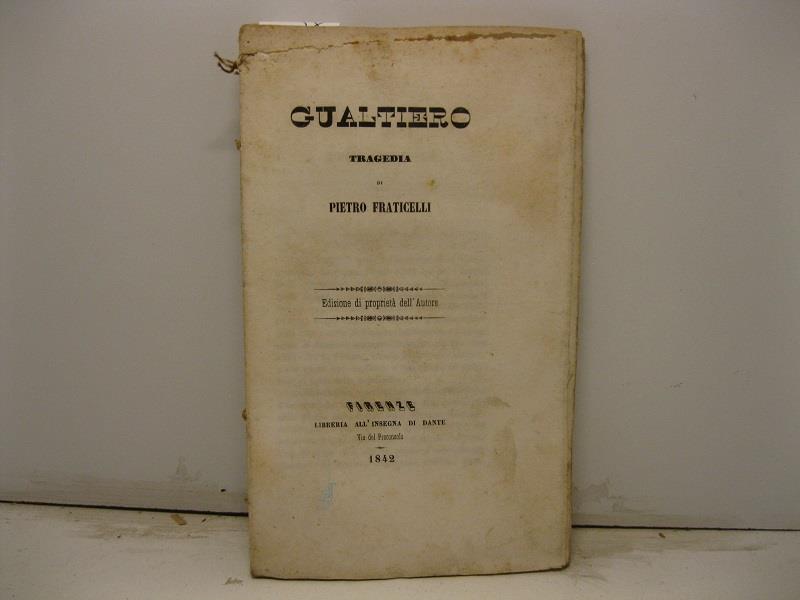 GUALTIERO
TRAGEDIA
DI
PIETRO FRATICELLI
Edizione di proprietà dell'Autore
FIRENZE
LIBRERIA ALL'INSEGNA DI DANTE
Via del Proconsolo
1842